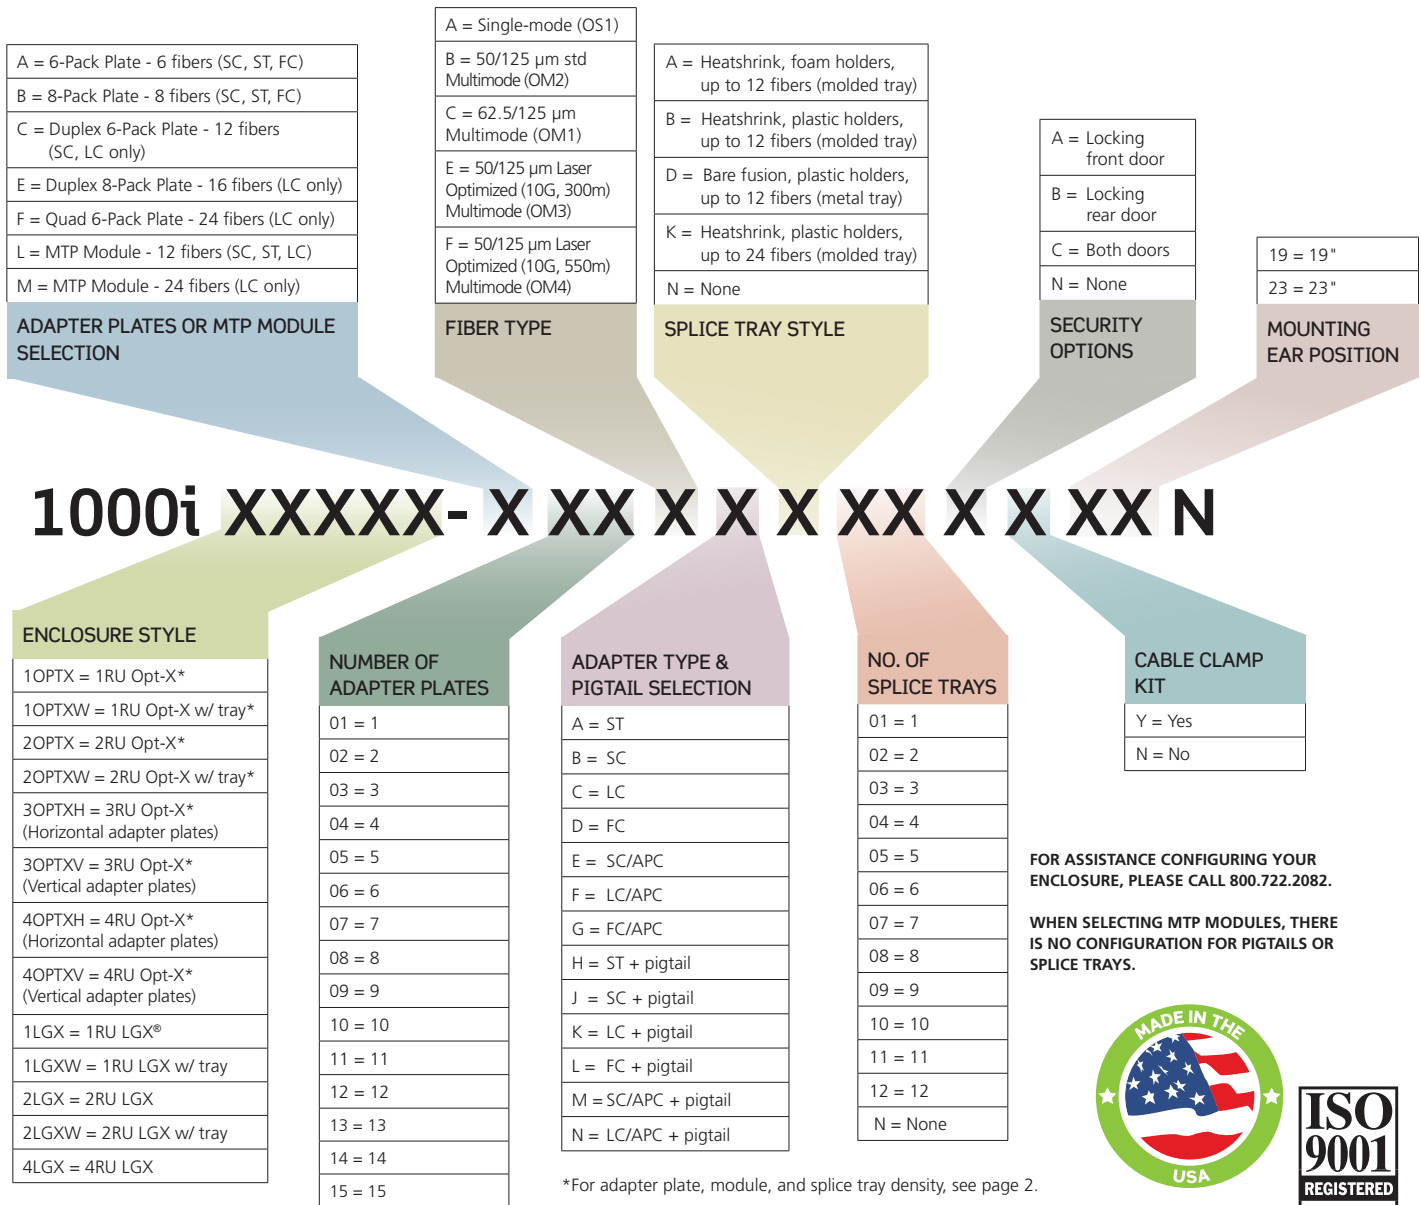 A = 6-Pack Plate - 6 fibers (SC, ST, FC)
B = 8-Pack Plate - 8 fibers (SC, ST, FC)
C = Duplex 6-Pack Plate - 12 fibers
(SC, LC only)
E = Duplex 8-Pack Plate - 16 fibers (LC only)
F = Quad 6-Pack Plate - 24 fibers (LC only)
L = MTP Module - 12 fibers (SC, ST, LC)
M = MTP Module - 24 fibers (LC only)
ADAPTER PLATES OR MTP MODULE
SELECTION
A = Single-mode (OS1)
B = 50/125 µm std
Multimode (OM2)
C = 62.5/125 µm
Multimode (OM1)
E = 50/125 µm Laser
Optimized (10G, 300m)
Multimode (OM3)
F = 50/125 µm Laser
Optimized (10G, 550m)
Multimode (OM4)
FIBER TYPE
A = Heatshrink, foam holders,
up to 12 fibers (molded tray)
B = Heatshrink, plastic holders,
up to 12 fibers (molded tray)
D = Bare fusion, plastic holders,
up to 12 fibers (metal tray)
K = Heatshrink, plastic holders,
up to 24 fibers (molded tray)
N = None
SPLICE TRAY STYLE
A = Locking
front door
B = Locking
rear door
C = Both doors
N = None
SECURITY
OPTIONS
19 = 19"
23 = 23"
MOUNTING
EAR POSITION
1000i XXXXX- X XX X X X XX X X XX N
ENCLOSURE STYLE
1OPTX = 1RU Opt-X*
1OPTXW = 1RU Opt-X w/ tray*
2OPTX = 2RU Opt-X*
2OPTXW = 2RU Opt-X w/ tray*
3OPTXH = 3RU Opt-X*
(Horizontal adapter plates)
3OPTXV = 3RU Opt-X*
(Vertical adapter plates)
4OPTXH = 4RU Opt-X*
(Horizontal adapter plates)
4OPTXV = 4RU Opt-X*
(Vertical adapter plates)
1LGX = 1RU LGX®
1LGXW = 1RU LGX w/ tray
2LGX = 2RU LGX
2LGXW = 2RU LGX w/ tray
4LGX = 4RU LGX
NUMBER OF
ADAPTER PLATES
01 = 1
02 = 2
03 = 3
04 = 4
05 = 5
06 = 6
07 = 7
08 = 8
09 = 9
10 = 10
11 = 11
12 = 12
13 = 13
14 = 14
15 = 15
ADAPTER TYPE &
PIGTAIL SELECTION
A = ST
B = SC
C = LC
D = FC
E = SC/APC
F = LC/APC
G = FC/APC
H = ST + pigtail
J = SC + pigtail
K = LC + pigtail
L = FC + pigtail
M = SC/APC + pigtail
N = LC/APC + pigtail
NO. OF
SPLICE TRAYS
01 = 1
02 = 2
03 = 3
04 = 4
05 = 5
06 = 6
07 = 7
08 = 8
09 = 9
10 = 10
11 = 11
12 = 12
N = None
CABLE CLAMP
KIT
Y = Yes
N = No
FOR ASSISTANCE CONFIGURING YOUR
ENCLOSURE, PLEASE CALL 800.722.2082.
WHEN SELECTING MTP MODULES, THERE
IS NO CONFIGURATION FOR PIGTAILS OR
SPLICE TRAYS.
MADE IN THE
USA
ISO
9001
REGISTERED
*For adapter plate, module, and splice tray density, see page 2.